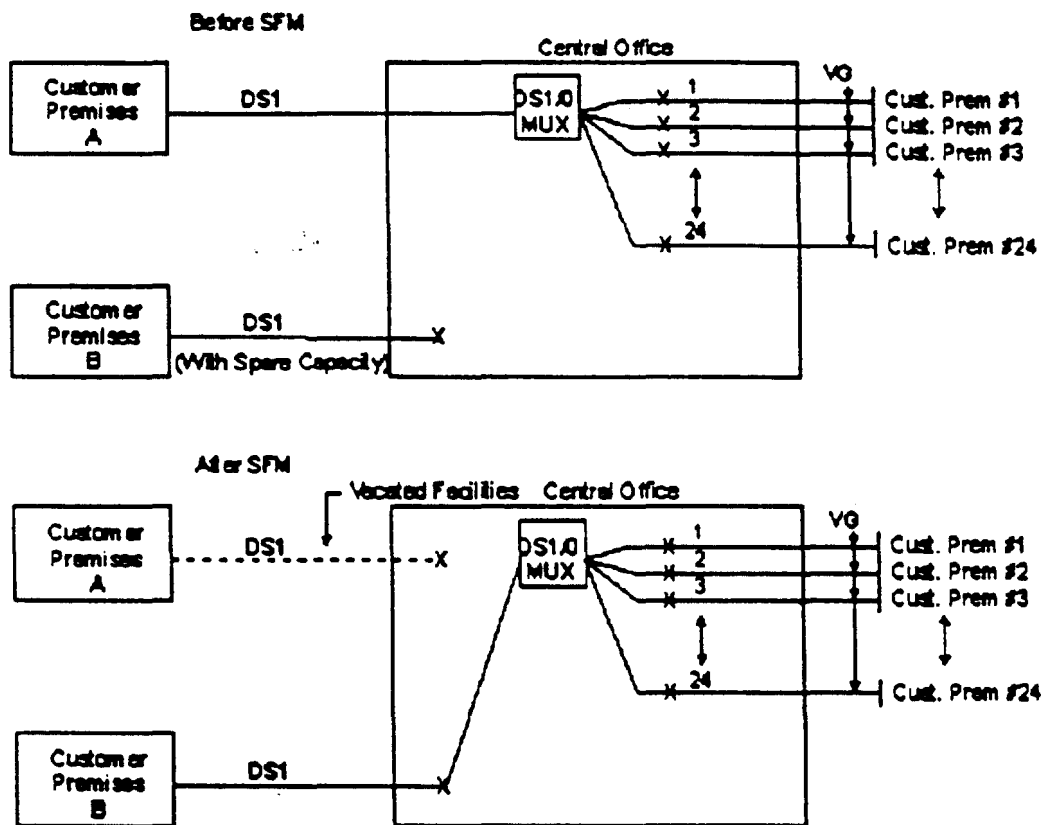 Before SFM
Central Office
Customer
Premises
A
DS1
DS1/0
MUX
1
2
3
24
VG
Cust. Prem #1
Cust. Prem #2
Cust. Prem #3
Cust. Prem #24
Customer
Premises
B
DS1
(With Spare Capacity)
After SFM
Vacated Facilities
Central Office
Customer
Premises
A
DS1
DS1/0
MUX
1
2
3
24
VG
Cust. Prem #1
Cust. Prem #2
Cust. Prem #3
Cust. Prem #24
Customer
Premises
B
DS1